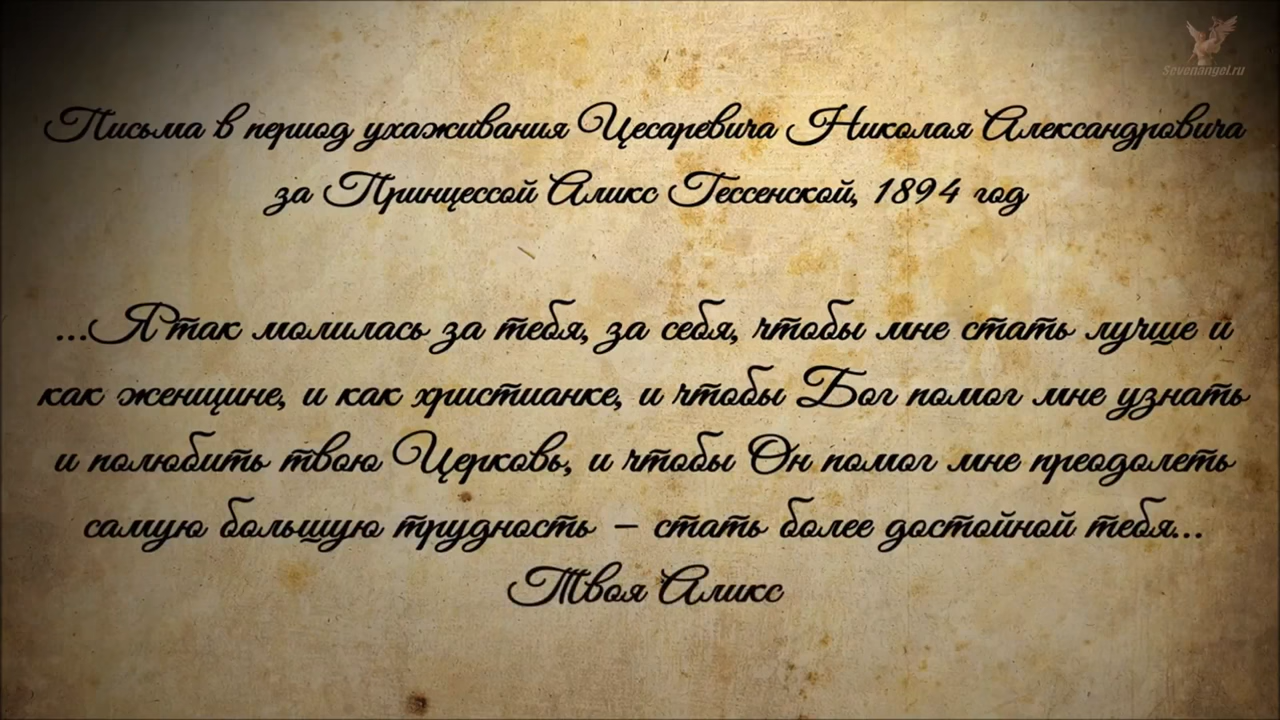 Sevenangel.ru
Письма в период ухаживания Цесаревича Николая Александровича
за Принцессой Аликс Гессенской, 1894 год
...Я так молилась за тебя, за себя, чтобы мне стать лучше и
как женщине, и как христианке, и чтобы Бог помог мне узнать
и полюбить твою Церковь, и чтобы Он помог мне преодолеть
самую большую трудность – стать более достойной тебя...
Твоя Аликс